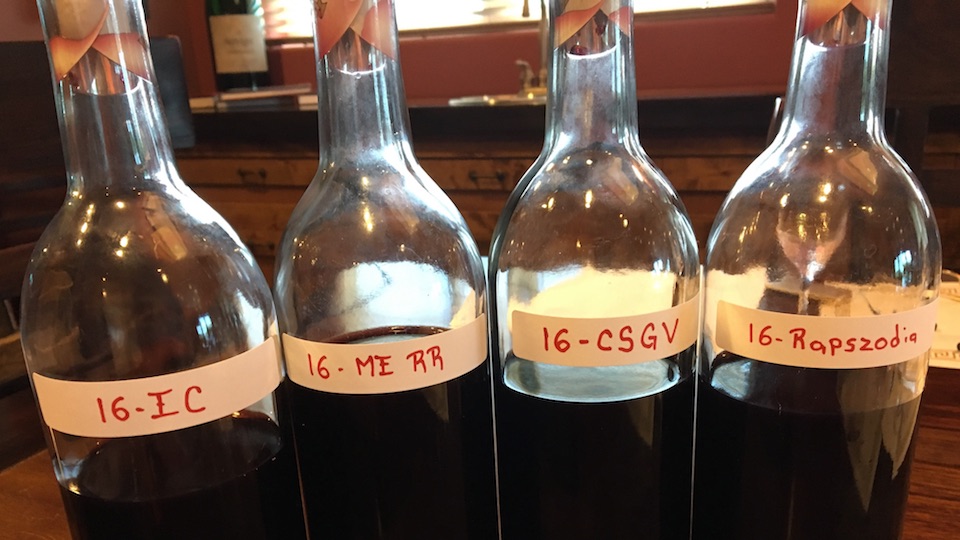 16-IC
16-ME RR
16-CSGV
16-Rapszodia